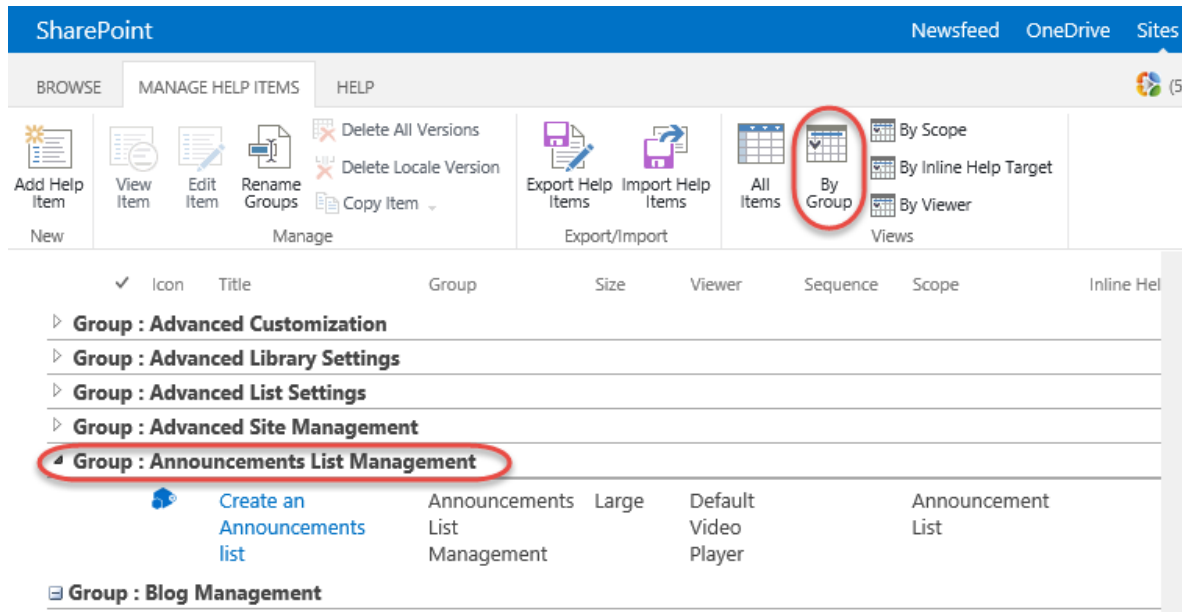 SharePoint Newsfeed OneDrive Sites
BROWSE MANAGE HELP ITEMS HELP (5
Add Help Item
View Item
Edit Item
Rename Groups
Delete All Versions
Delete Locale Version
Copy Item
Export Help Items
Import Help Items
All Items
By Group
By Scope
By Inline Help Target
By Viewer
New Manage Export/Import Views
Icon Title Group Size Viewer Sequence Scope Inline Hel
Group : Advanced Customization
Group : Advanced Library Settings
Group : Advanced List Settings
Group : Advanced Site Management
Group : Announcements List Management
Create an Announcements Large Default Announcement
Announcements List Video List
list Management Player
Group : Blog Management